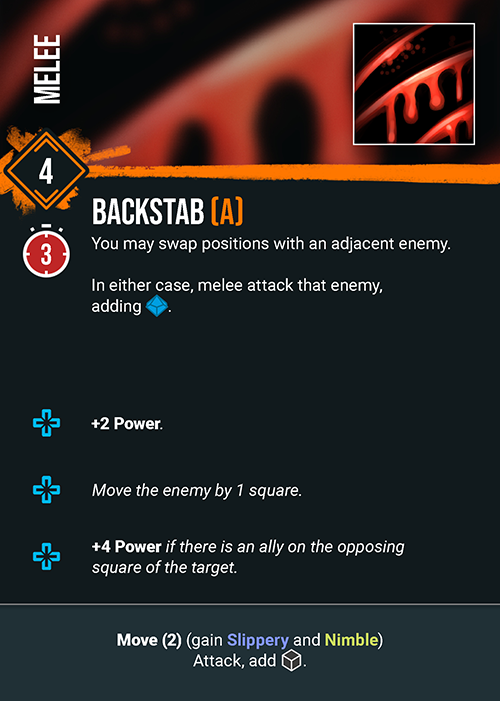 MELEE
4
BACKSTAB (A)
3
You may swap positions with an adjacent enemy.
In either case, melee attack that enemy,
adding .
+2 Power.
Move the enemy by 1 square.
+4 Power if there is an ally on the opposing
square of the target.
Move (2) (gain Slippery and Nimble)
Attack, add .